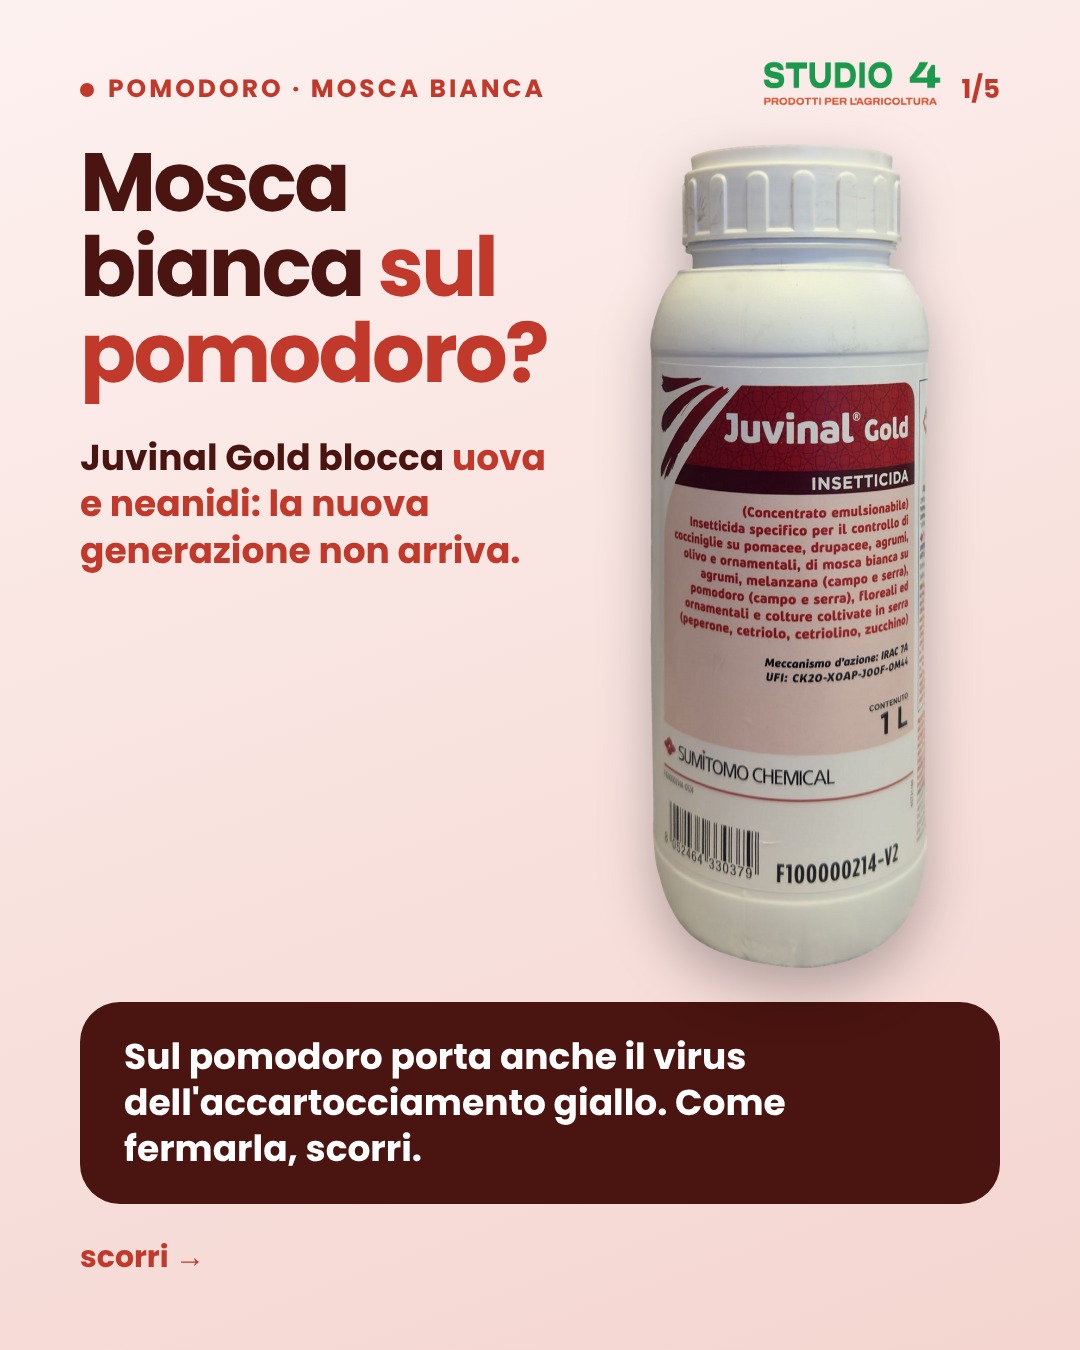 POMODORO · MOSCA BIANCA
STUDIO 4
PRODOTTI PER L'AGRICOLTURA
1/5
Mosca
bianca sul
pomodoro?
Juvinal Gold blocca uova
e neanidi: la nuova
generazione non arriva.
Juvinal® Gold
INSETTICIDA
(Concentrato emulsionabile)
Insetticida specifico per il controllo di
cocciniglie su pomacee, drupacee, agrumi,
olivo e ornamentali, di mosca bianca su
agrumi, melanzana (campo e serra),
pomodoro (campo e serra), floreali ed
ornamentali e colture coltivate in serra
(peperone, cetriolo, cetriolino, zucchino)
Meccanismo d'azione: IRAC 7A
UFI: CK20-X0AP-J00F-0M44
CONTENUTO
1 L
SUMITOMO CHEMICAL
8 052464 330379
F100000214-V2
Sul pomodoro porta anche il virus
dell'accartocciamento giallo. Come
fermarla, scorri.
scorri →